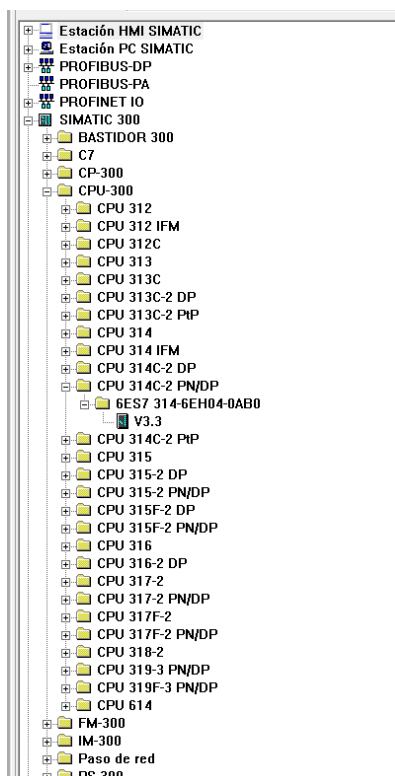 Estación HMI SIMATIC
Estación PC SIMATIC
PROFIBUS-DP
PROFIBUS-PA
PROFINET IO
SIMATIC 300
BASTIDOR 300
C7
CP-300
CPU-300
CPU 312
CPU 312 IFM
CPU 312C
CPU 313
CPU 313C
CPU 313C-2 DP
CPU 313C-2 PtP
CPU 314
CPU 314 IFM
CPU 314C-2 DP
CPU 314C-2 PN/DP
6ES7 314-6EH04-0AB0
V3.3
CPU 314C-2 PtP
CPU 315
CPU 315-2 DP
CPU 315-2 PN/DP
CPU 315F-2 DP
CPU 315F-2 PN/DP
CPU 316
CPU 316-2 DP
CPU 317-2
CPU 317-2 PN/DP
CPU 317F-2
CPU 317F-2 PN/DP
CPU 318-2
CPU 319-3 PN/DP
CPU 319F-3 PN/DP
CPU 614
FM-300
IM-300
Paso de red
PS-300